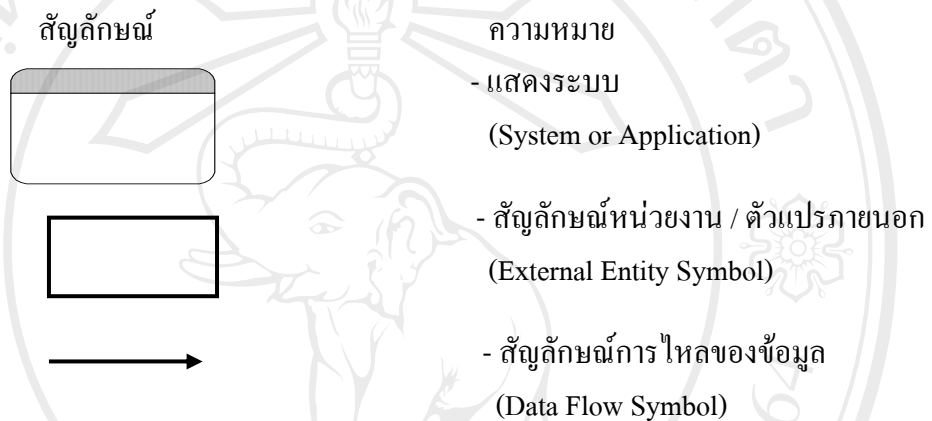 สัญลักษณ์ ความหมาย
- แสดงระบบ
(System or Application)
- สัญลักษณ์หน่วยงาน / ตัวแปรภายนอก
(External Entity Symbol)
- สัญลักษณ์การไหลของข้อมูล
(Data Flow Symbol)